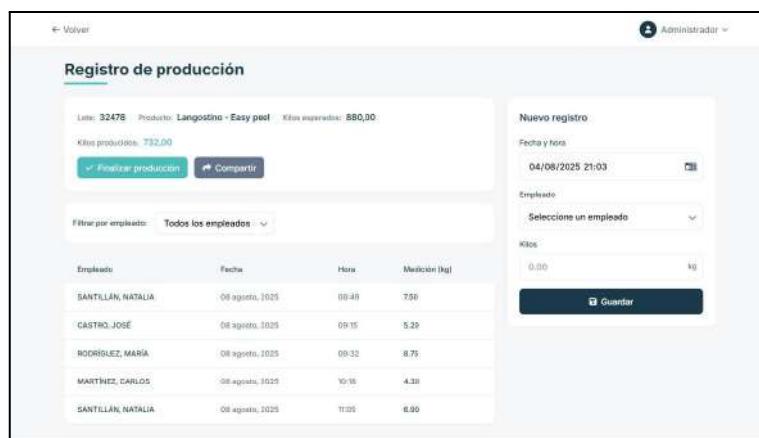 ← Volver
Administrador
Registro de producción
Lote: 32478 Producto: Langostino - Easy peel Kilos esperados: 880,00
Kilos producidos: 732,00
Finalizar producción
Compartir
Filtrar por empleado: Todos los empleados
Empleado Fecha Hora Medición (kg)
SANTILLÁN, NATALIA 08 agosto, 2025 08:49 7.50
CASTRO, JOSÉ 08 agosto, 2025 09:15 5.20
RODRÍGUEZ, MARÍA 08 agosto, 2025 09:32 8.75
MARTÍNEZ, CARLOS 08 agosto, 2025 10:18 4.30
SANTILLÁN, NATALIA 08 agosto, 2025 11:05 6.90
Nuevo registro
Fecha y hora
04/08/2025 21:03
Empleado
Seleccione un empleado
Kilos
0.00 kg
Guardar